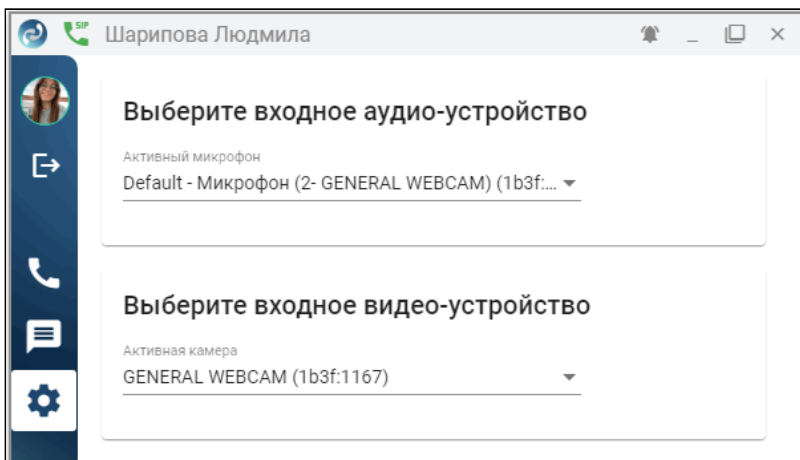 SIP
Шарипова Людмила
Выберите входное аудио-устройство
Активный микрофон
Default - Микрофон (2- GENERAL WEBCAM) (1b3f:...
Выберите входное видео-устройство
Активная камера
GENERAL WEBCAM (1b3f:1167)